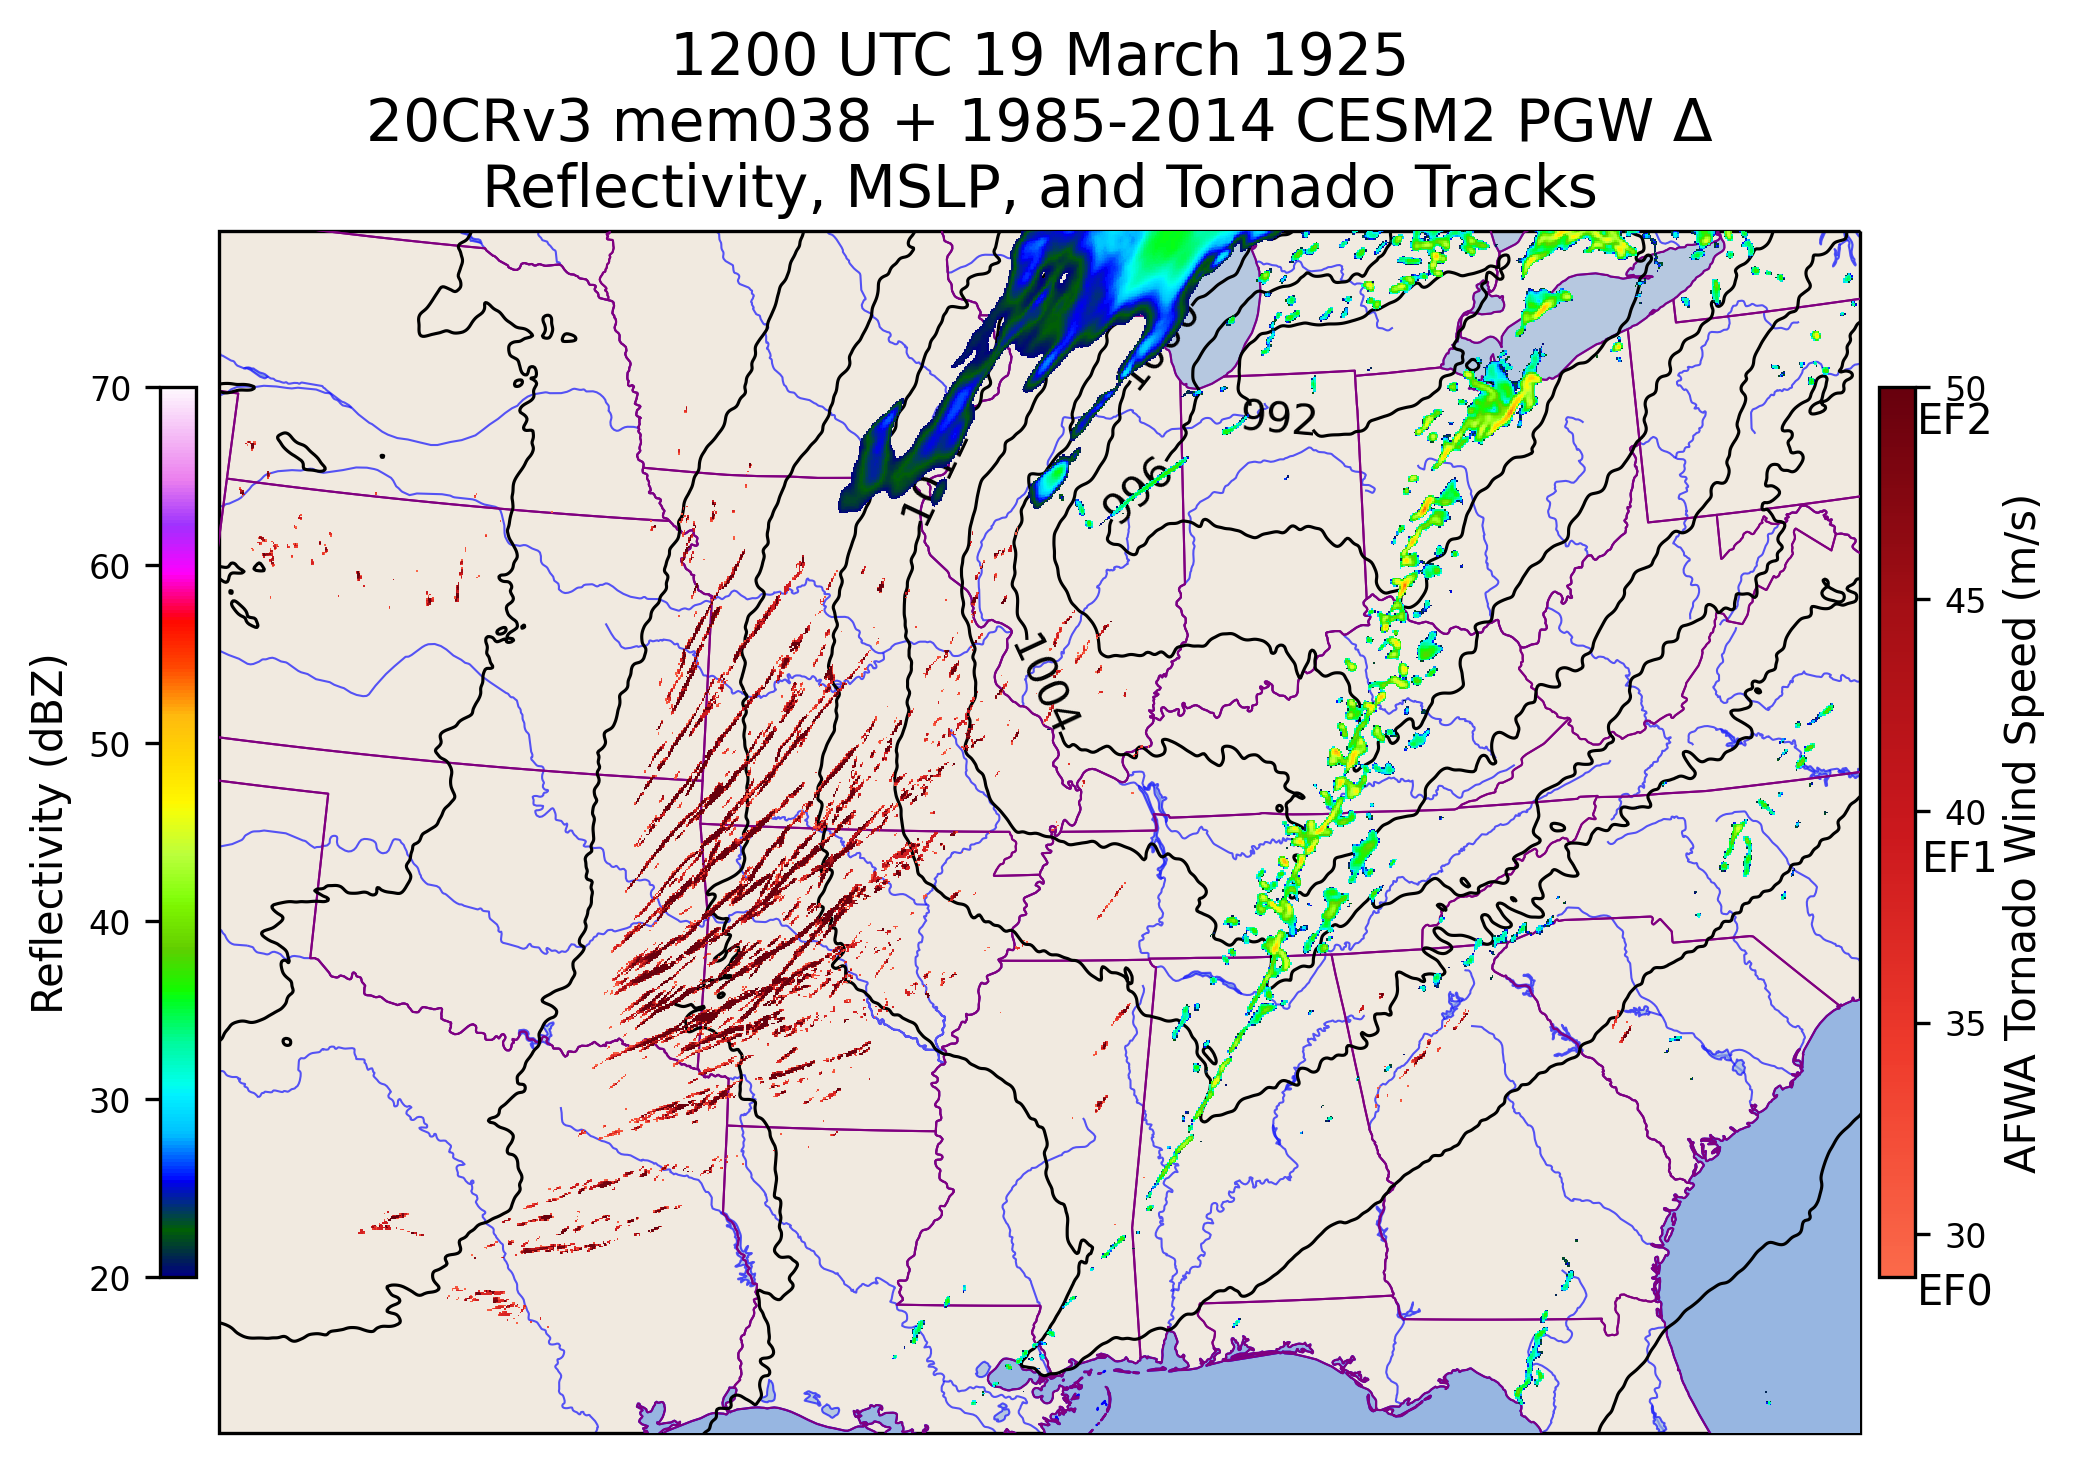 1200 UTC 19 March 1925
20CRv3 mem038 + 1985-2014 CESM2 PGW Δ
Reflectivity, MSLP, and Tornado Tracks
70
60
50
40
30
20
Reflectivity (dBZ)
992
996
1004
50
EF2
45
40
EF1
35
30
EF0
AFWA Tornado Wind Speed (m/s)